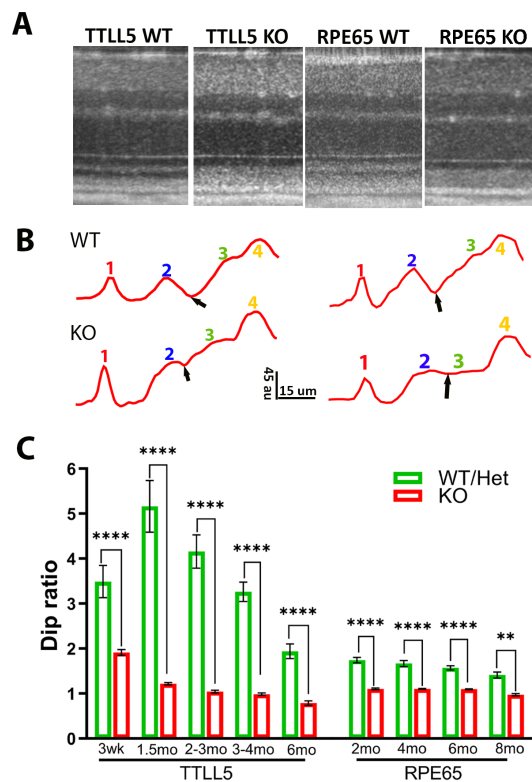 A
TTLL5 WT TTLL5 KO RPE65 WT RPE65 KO
B
WT
1 2 3 4
1 2 3 4
KO
1 2 3 4
1 2 3 4
45 au
15 um
C
Dip ratio
6
5
4
3
2
1
0
**** **** **** **** **** **** **** **** **
WT/Het
KO
3wk 1.5mo 2-3mo 3-4mo 6mo 2mo 4mo 6mo 8mo
TTLL5 RPE65